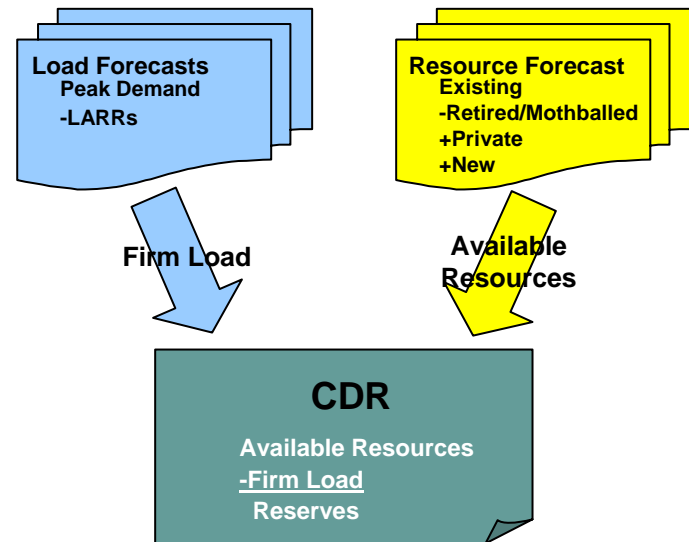 Load Forecasts
Peak Demand
-LARRs
Resource Forecast
Existing
-Retired/Mothballed
+Private
+New
Firm Load
Available
Resources
CDR
Available Resources
-Firm Load
Reserves